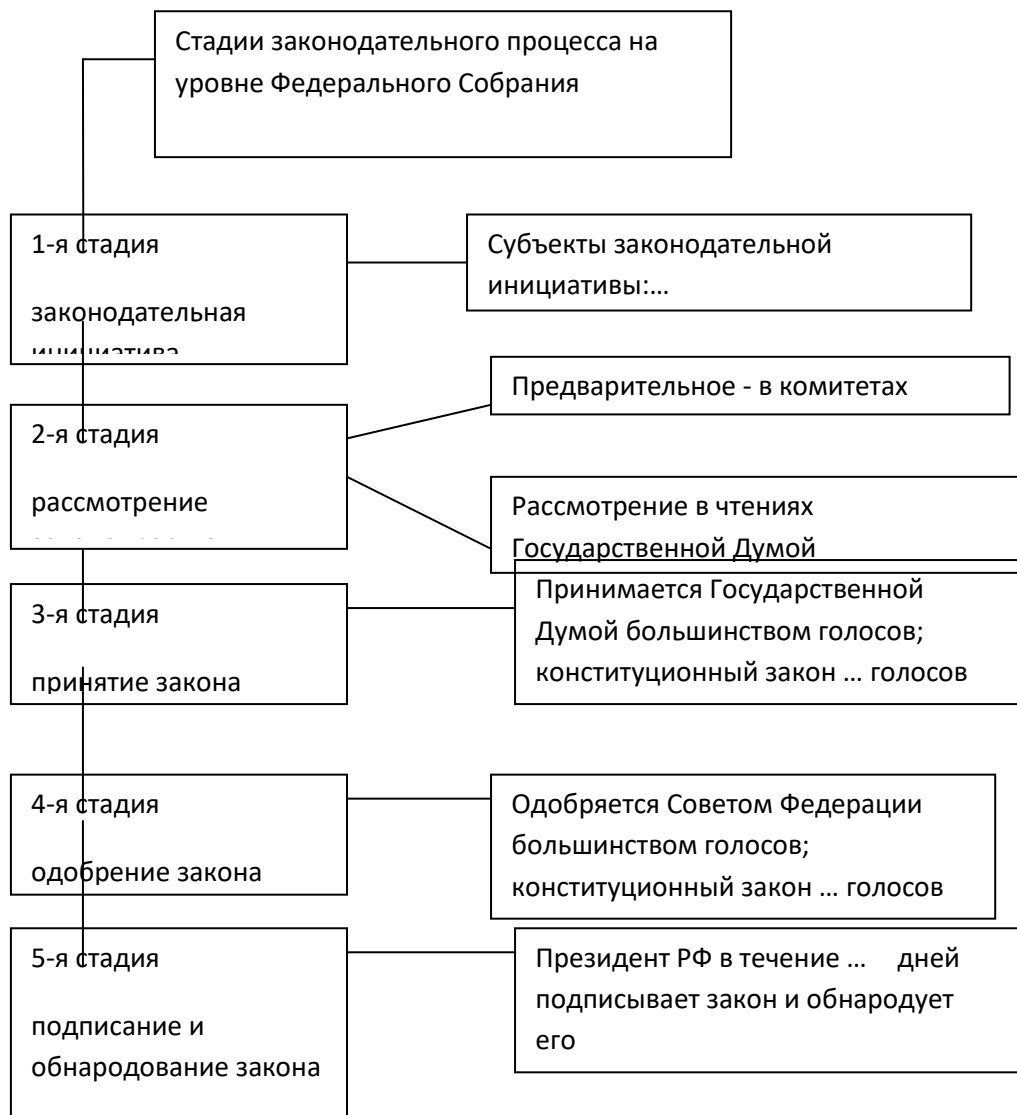 Стадии законодательного процесса на
уровне Федерального Собрания
1-я стадия
законодательная
инициатива
Субъекты законодательной
инициативы:…
Предварительное - в комитетах
2-я стадия
рассмотрение
Рассмотрение в чтениях
Государственной Думой
3-я стадия
принятие закона
Принимается Государственной
Думой большинством голосов;
конституционный закон … голосов
4-я стадия
одобрение закона
Одобряется Советом Федерации
большинством голосов;
конституционный закон … голосов
5-я стадия
подписание и
обнародование закона
Президент РФ в течение … дней
подписывает закон и обнародует
его